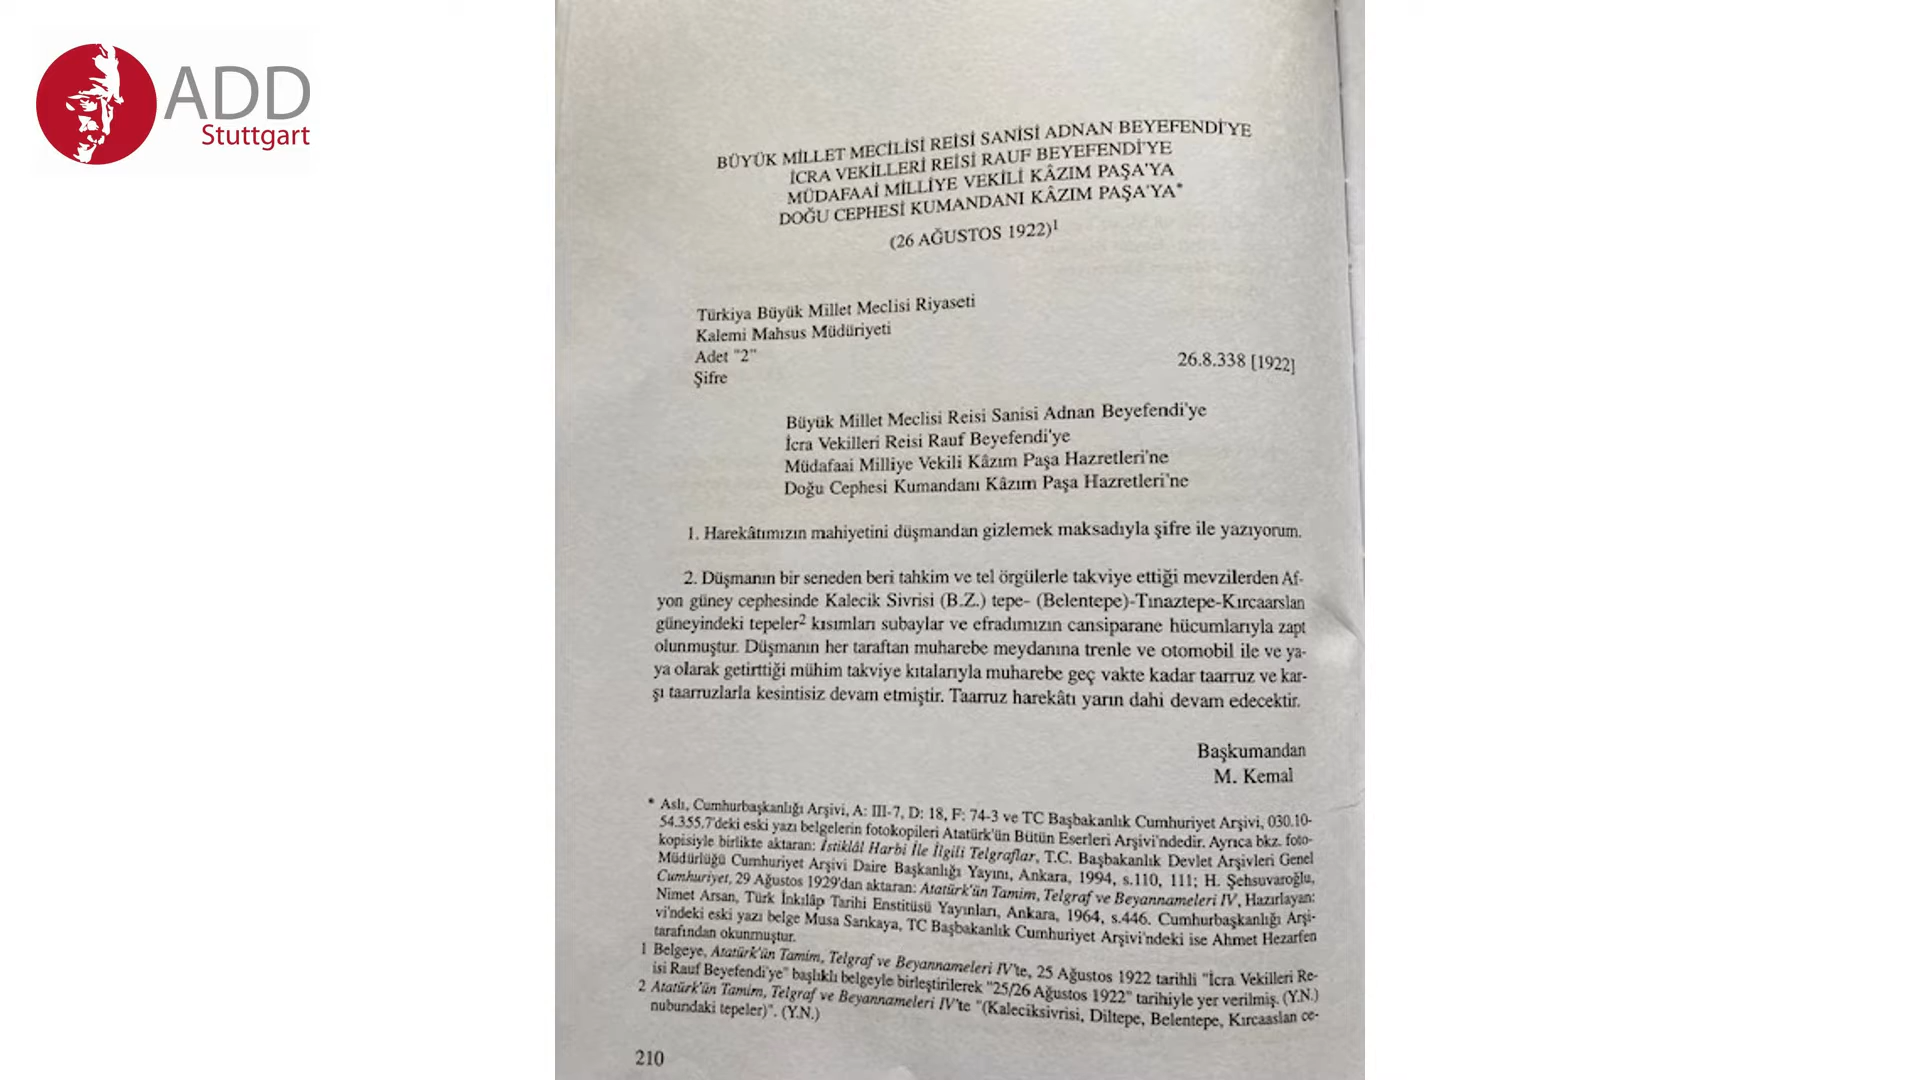 ADD
Stuttgart
BÜYÜK MİLLET MECİLİSİ REİSİ SANİSİ ADNAN BEYEFENDİ'YE
İCRA VEKİLLERİ REİSİ RAUF BEYEFENDİ'YE
MÜDAFAAİ MİLLİYE VEKİLİ KÂZIM PAŞA'YA
DOĞU CEPHESİ KUMANDANI KÂZIM PAŞA'YA*
(26 AĞUSTOS 1922)1
Türkiya Büyük Millet Meclisi Riyaseti
Kalemi Mahsus Müdüriyeti
Adet "2"
Şifre
26.8.338 [1922]
Büyük Millet Meclisi Reisi Sanisi Adnan Beyefendi'ye
İcra Vekilleri Reisi Rauf Beyefendi'ye
Müdafaai Milliye Vekili Kâzım Paşa Hazretleri'ne
Doğu Cephesi Kumandanı Kâzım Paşa Hazretleri'ne
1. Harekâtımızın mahiyetini düşmandan gizlemek maksadıyla şifre ile yazıyorum.
2. Düşmanın bir seneden beri tahkim ve tel örgülerle takviye ettiği mevzilerden Af-
yon güney cephesinde Kalecik Sivrisi (B.Z.) tepe- (Belentepe)-Tınaztepe-Kırcaarslan
güneyindeki tepeler2 kısımları subaylar ve efradımızın cansiparane hücumlarıyla zapt
olunmuştur. Düşmanın her taraftan muharebe meydanına trenle ve otomobil ile ve ya-
ya olarak getirttiği mühim takviye kıtalarıyla muharebe geç vakte kadar taarruz ve kar-
şı taarruzlarla kesintisiz devam etmiştir. Taarruz harekâtı yarın dahi devam edecektir.
Başkumandan
M. Kemal
* Aslı, Cumhurbaşkanlığı Arşivi, A: III-7, D: 18, F: 74-3 ve TC Başbakanlık Cumhuriyet Arşivi, 030.10-
54.355.7'deki eski yazı belgelerin fotokopileri Atatürk'ün Bütün Eserleri Arşivi'ndedir. Ayrıca bkz. foto-
kopisiyle birlikte aktaran: İstiklâl Harbi İle İlgili Telgraflar, T.C. Başbakanlık Devlet Arşivleri Genel
Müdürlüğü Cumhuriyet Arşivi Daire Başkanlığı Yayını, Ankara, 1994, s.110, 111; H. Şehsuvaroğlu,
Cumhuriyet, 29 Ağustos 1929'dan aktaran: Atatürk'ün Tamim, Telgraf ve Beyannameleri IV, Hazırlayan:
Nimet Arsan, Türk İnkılâp Tarihi Enstitüsü Yayınları, Ankara, 1964, s.446. Cumhurbaşkanlığı Arşi-
vi'ndeki eski yazı belge Musa Sarıkaya, TC Başbakanlık Cumhuriyet Arşivi'ndeki ise Ahmet Hezarfen
tarafından okunmuştur.
1 Belgeye, Atatürk'ün Tamim, Telgraf ve Beyannameleri IV'te, 25 Ağustos 1922 tarihli "İcra Vekilleri Re-
isi Rauf Beyefendi'ye" başlıklı belgeyle birleştirilerek "25/26 Ağustos 1922" tarihiyle yer verilmiş. (Y.N.)
2 Atatürk'ün Tamim, Telgraf ve Beyannameleri IV'te "(Kaleciksivrisi, Diltepe, Belentepe, Kırcaaslan ce-
nubundaki tepeler)". (Y.N.)
210